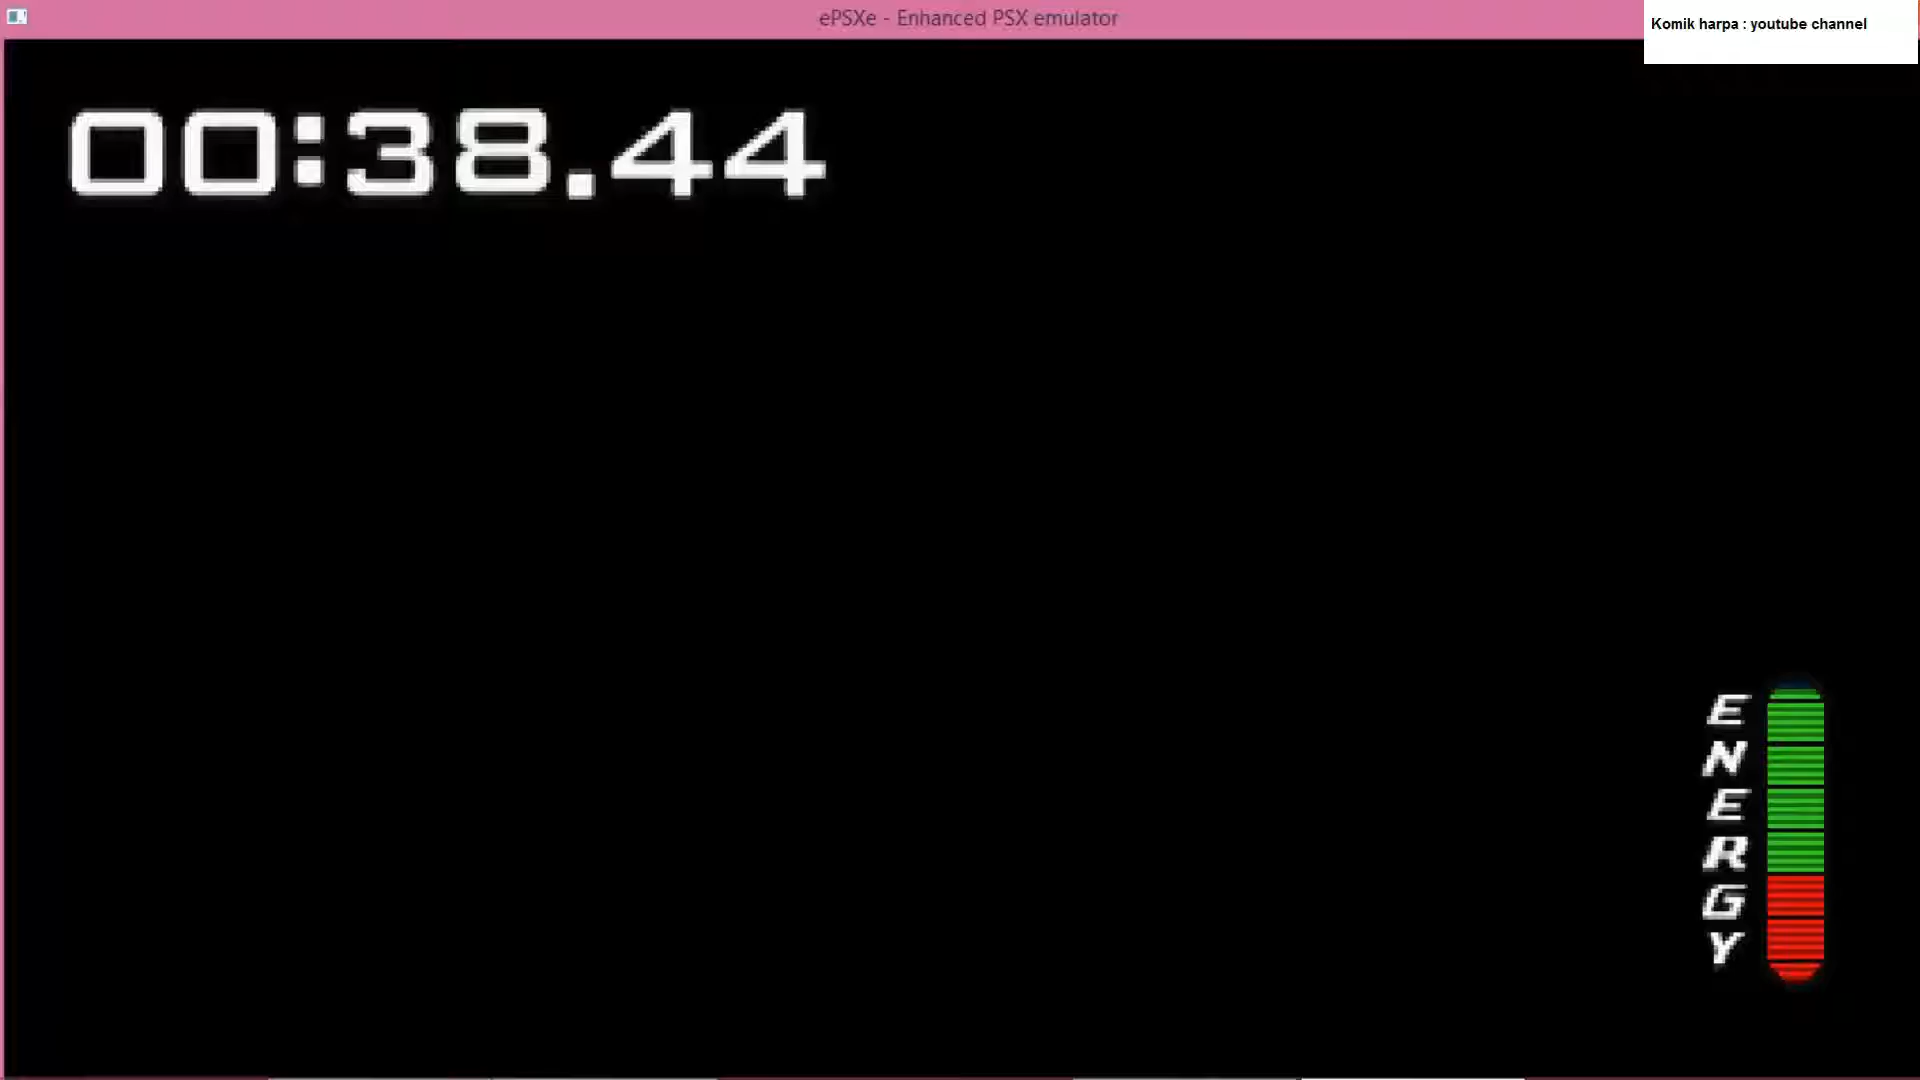 ePSXe - Enhanced PSX emulator
Komik harpa : youtube channel
00:38.44
E
N
E
R
G
Y